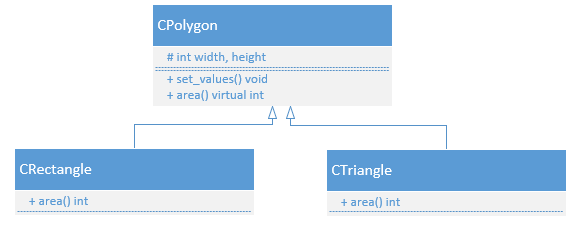 CPolygon
# int width, height
+ set_values() void
+ area() virtual int
CRectangle
+ area() int
CTriangle
+ area() int